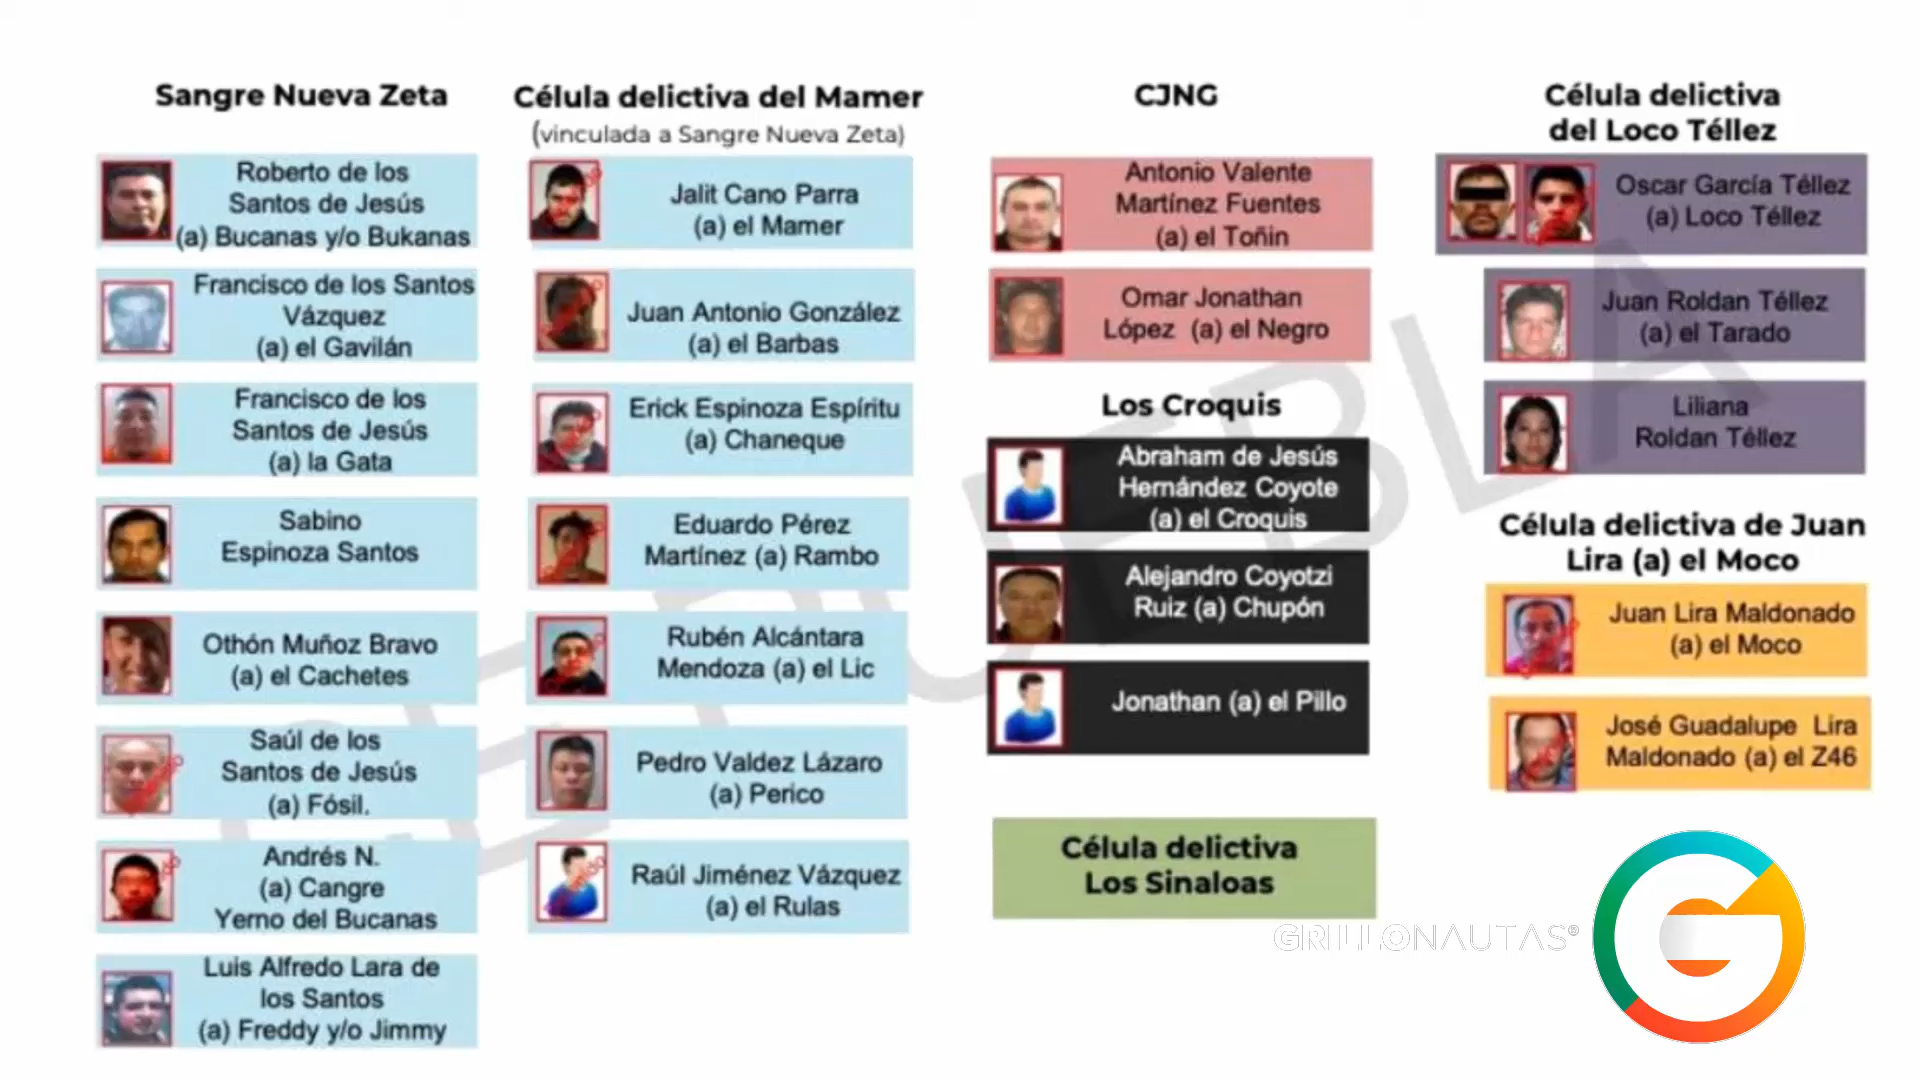 Sangre Nueva Zeta
Roberto de los
Santos de Jesús
(a) Bucanas y/o Bukanas
Francisco de los Santos
Vázquez
(a) el Gavilán
Francisco de los
Santos de Jesús
(a) la Gata
Sabino
Espinoza Santos
Othón Muñoz Bravo
(a) el Cachetes
Saúl de los
Santos de Jesús
(a) Fósil.
Andrés N.
(a) Cangre
Yerno del Bucanas
Luis Alfredo Lara de
los Santos
(a) Freddy y/o Jimmy
Célula delictiva del Mamer
(vinculada a Sangre Nueva Zeta)
Jalit Cano Parra
(a) el Mamer
Juan Antonio González
(a) el Barbas
Erick Espinoza Espíritu
(a) Chaneque
Eduardo Pérez
Martínez (a) Rambo
Rubén Alcántara
Mendoza (a) el Lic
Pedro Valdez Lázaro
(a) Perico
Raúl Jiménez Vázquez
(a) el Rulas
CJNG
Antonio Valente
Martínez Fuentes
(a) el Toñin
Omar Jonathan
López (a) el Negro
Los Croquis
Abraham de Jesús
Hernández Coyote
(a) el Croquis
Alejandro Coyotzi
Ruiz (a) Chupón
Jonathan (a) el Pillo
Célula delictiva
Los Sinaloas
Célula delictiva
del Loco Téllez
Oscar García Téllez
(a) Loco Téllez
Juan Roldan Téllez
(a) el Tarado
Liliana
Roldan Téllez
Célula delictiva de Juan
Lira (a) el Moco
Juan Lira Maldonado
(a) el Moco
José Guadalupe Lira
Maldonado (a) el Z46
GRILLONAUTAS®